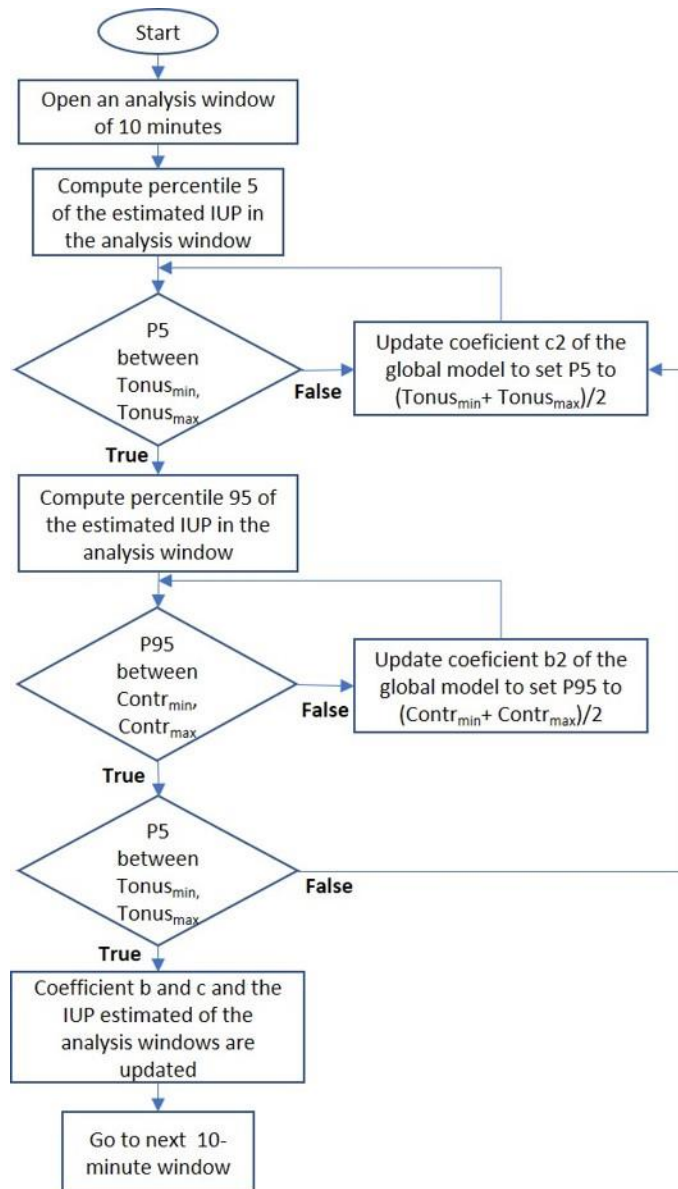 Start
Open an analysis window
of 10 minutes
Compute percentile 5
of the estimated IUP in
the analysis window
P5
between
Tonusmin,
Tonusmax
False
True
Update coeficient c2 of the
global model to set P5 to
(Tonusmin+ Tonusmax)/2
Compute percentile 95 of
the estimated IUP in the
analysis window
P95
between
Contrmin,
Contrmax
False
True
Update coeficient b2 of the
global model to set P95 to
(Contrmin+ Contrmax)/2
P5
between
Tonusmin,
Tonusmax
False
True
Coefficient b and c and the
IUP estimated of the
analysis windows are
updated
Go to next 10-
minute window